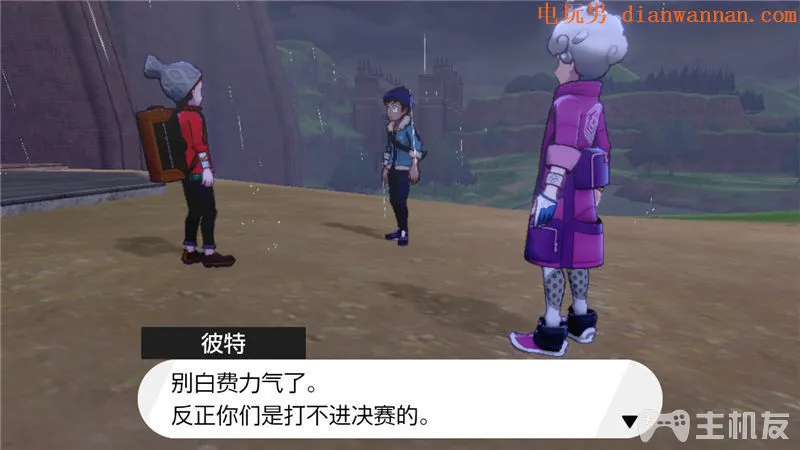 电玩男 dianwannan.com
彼特
别白费力气了。
反正你们是打不进决赛的。
主机友